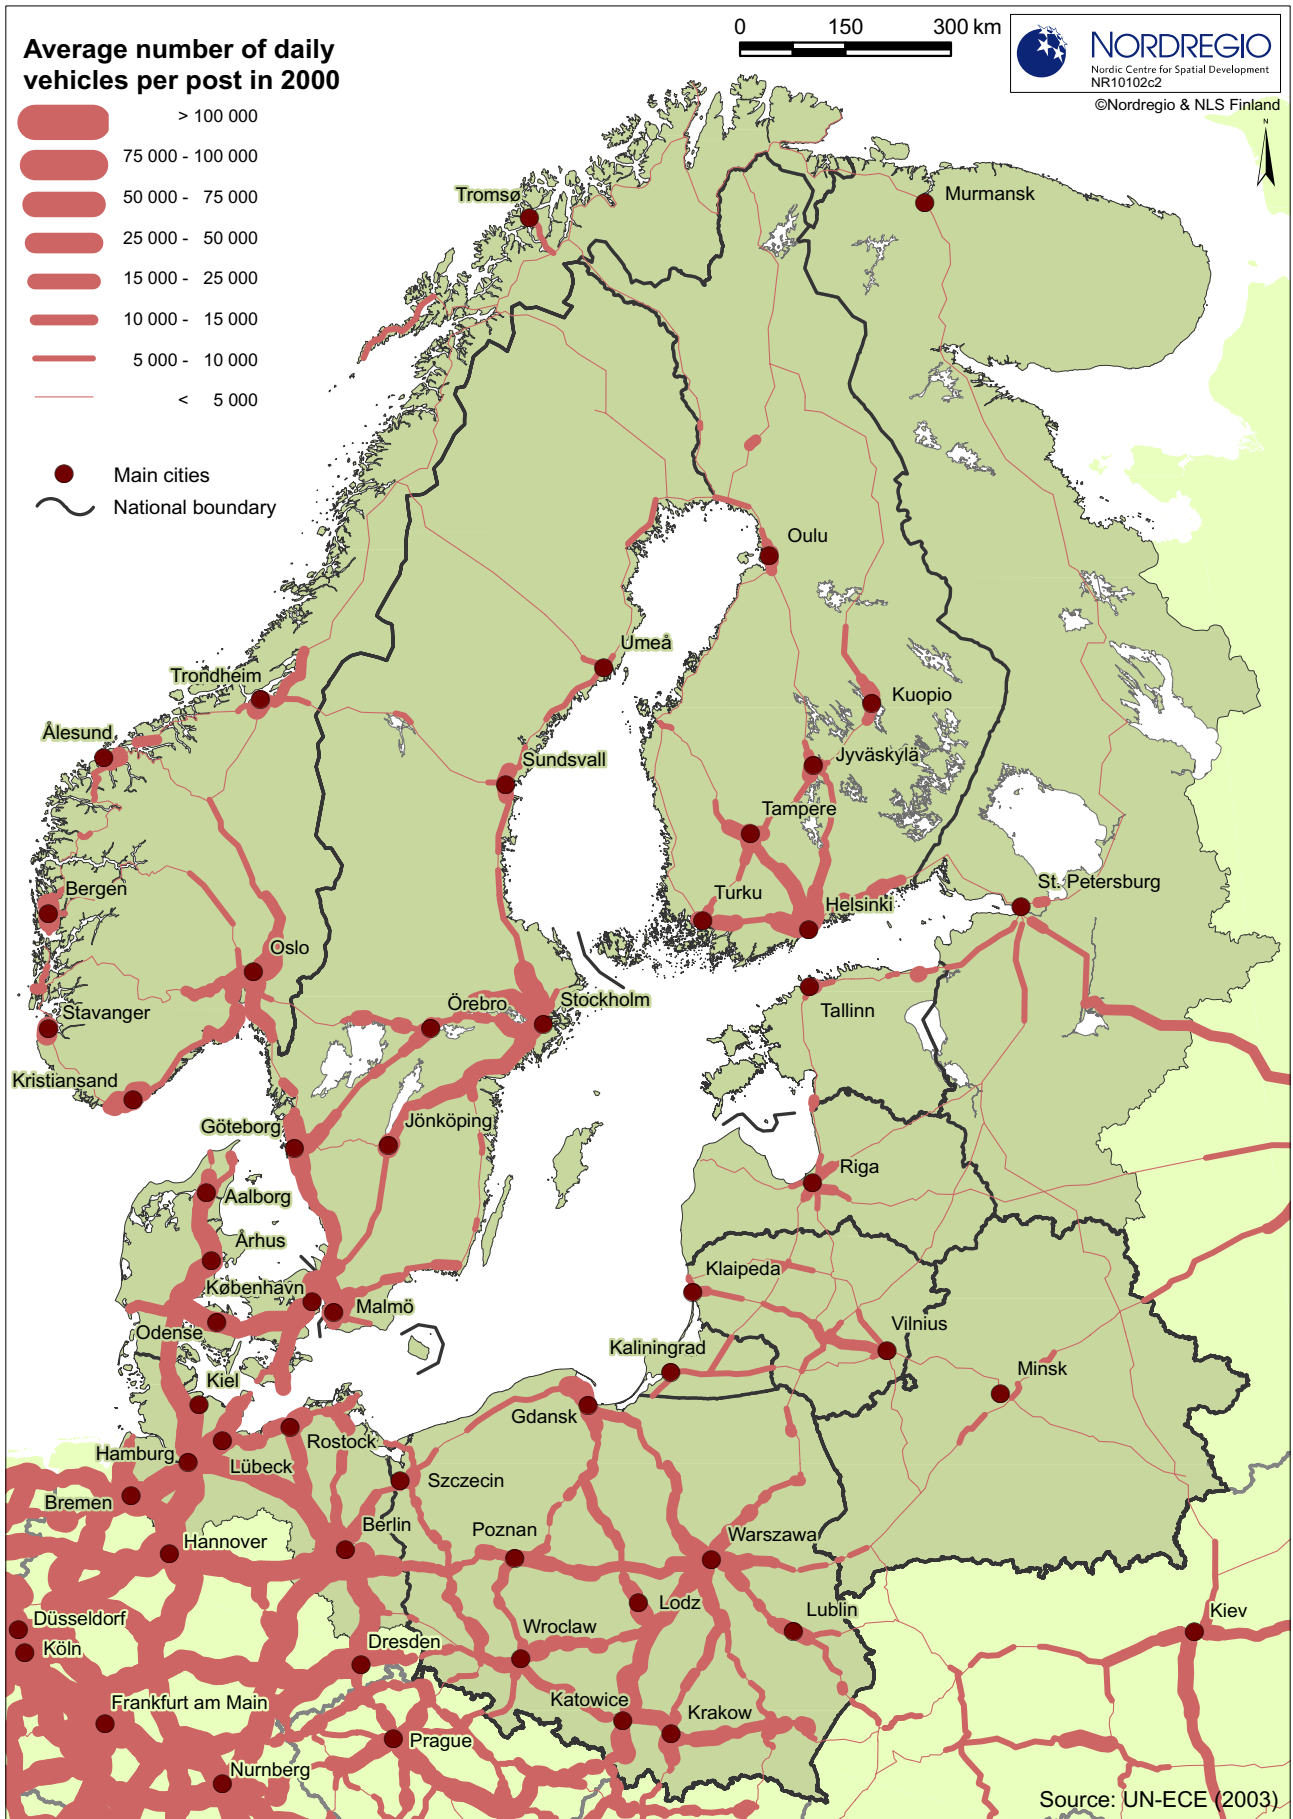 Average number of daily
vehicles per post in 2000
> 100 000
75 000 - 100 000
50 000 - 75 000
25 000 - 50 000
15 000 - 25 000
10 000 - 15 000
5 000 - 10 000
< 5 000
Main cities
National boundary
0 150 300 km
NORDREGIO
Nordic Centre for Spatial Development
NR10102c2
©Nordregio & NLS Finland
N
Tromsø
Murmansk
Oulu
Umeå
Trondheim
Kuopio
Ålesund
Sundsvall
Jyväskylä
Tampere
Bergen
Turku
St. Petersburg
Helsinki
Oslo
Stavanger
Örebro
Stockholm
Tallinn
Kristiansand
Göteborg
Jönköping
Riga
Aalborg
Århus
Klaipeda
København
Malmö
Odense
Vilnius
Kaliningrad
Minsk
Kiel
Gdansk
Rostock
Hamburg
Lübeck
Szczecin
Bremen
Berlin
Poznan
Warszawa
Hannover
Lodz
Lublin
Kiev
Düsseldorf
Köln
Wroclaw
Dresden
Frankfurt am Main
Katowice
Krakow
Prague
Nurnberg
Source: UN-ECE (2003)